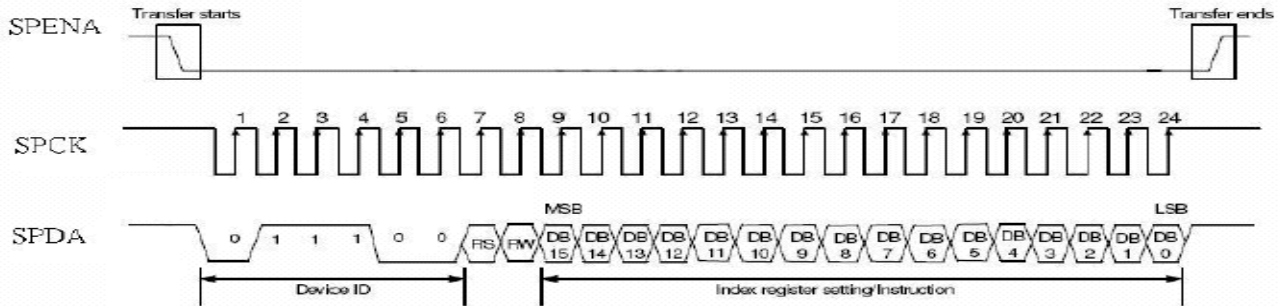 Transfer starts
Transfer ends
SPENA
1 2 3 4 5 6 7 8 9 10 11 12 13 14 15 16 17 18 19 20 21 22 23 24
SPCK
MSB
LSB
SPDA
0 1 1 1 0 0 RS RW DB 15 DB 14 DB 13 DB 12 DB 11 DB 10 DB 9 DB 8 DB 7 DB 6 DB 5 DB 4 DB 3 DB 2 DB 1 DB 0
Device ID
Index register setting/Instruction